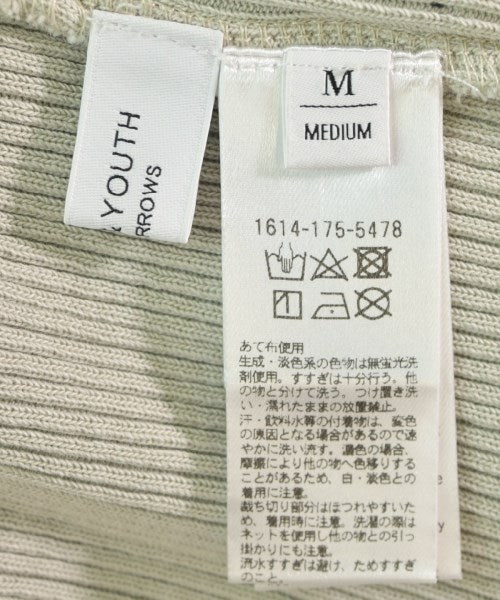 & YOUTH
RROWS
M
MEDIUM
1614-175-5478
あて布使用
生成・淡色系の色物は無蛍光洗
剤使用。すすぎは十分行う。他
の物と分けて洗う。つけ置き洗
い・濡れたままの放置禁止。
汗・飲料水等の付着物は、変色
の原因となる場合があるので速
やかに洗い流す。濃色の場合、
摩擦により他の物へ色移りする
ことがあるため、白・淡色との
着用に注意。
裁ち切り部分はほつれやすいた
め、着用時に注意。洗濯の際は
ネットを使用し他の物との引っ
掛かりにも注意。
流水すすぎは避け、ためすすぎ
のこと。
e
y